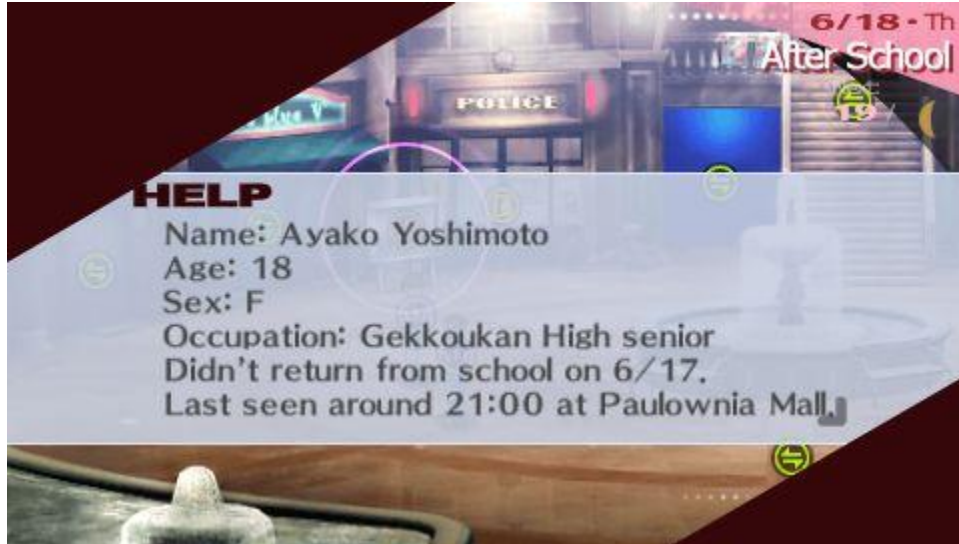 6/18・Th
After School
19
POLICE
HELP
Name: Ayako Yoshimoto
Age: 18
Sex: F
Occupation: Gekkoukan High senior
Didn't return from school on 6/17.
Last seen around 21:00 at Paulownia Mall.